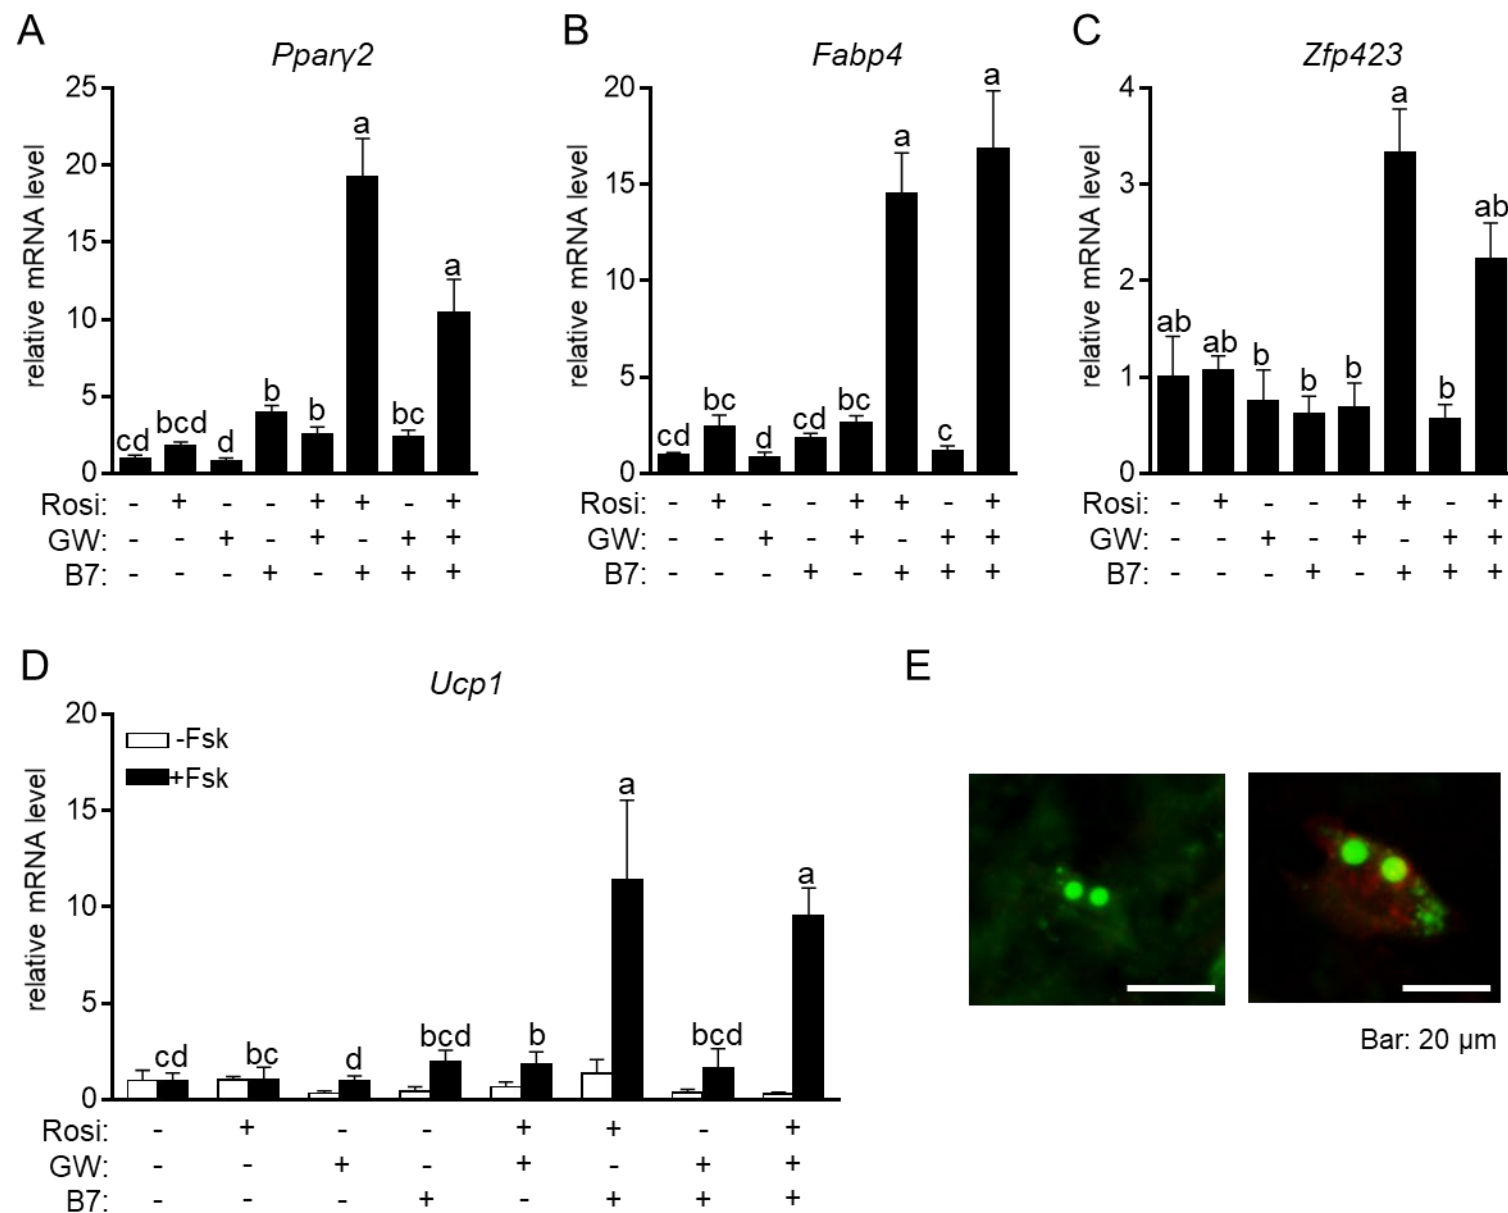 A
Pparγ2
25
20
15
10
5
0
relative mRNA level
cd
bcd
d
b
b
a
bc
a
Rosi: - + - - + + - +
GW: - - + - + - + +
B7: - - - + - + + +
B
Fabp4
20
15
10
5
0
relative mRNA level
cd
bc
d
cd
bc
a
c
a
Rosi: - + - - + + - +
GW: - - + - + - + +
B7: - - - + - + + +
C
Zfp423
4
3
2
1
0
relative mRNA level
ab
ab
b
b
b
a
b
ab
Rosi: - + - - + + - +
GW: - - + - + - + +
B7: - - - + - + + +
D
Ucp1
20
15
10
5
0
relative mRNA level
-Fsk
+Fsk
cd
bc
d
bcd
b
a
bcd
a
Rosi: - + - - + + - +
GW: - - + - + - + +
B7: - - - + - + + +
E
Bar: 20 µm